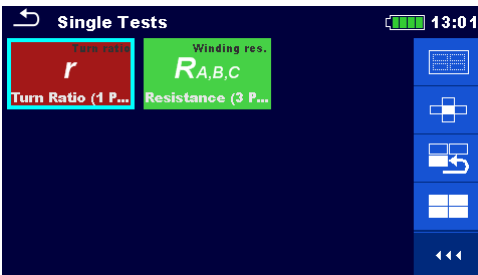 Single Tests
13:01
Turn ratio
r
Turn Ratio (1 P...
Winding res.
RA,B,C
Resistance (3 P...